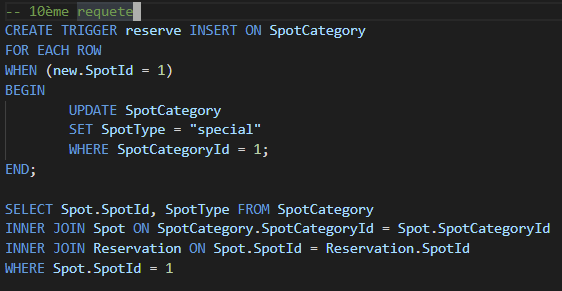 -- 10ème requete
CREATE TRIGGER reserve INSERT ON SpotCategory
FOR EACH ROW
WHEN (new.SpotId = 1)
BEGIN
UPDATE SpotCategory
SET SpotType = "special"
WHERE SpotCategoryId = 1;
END;
SELECT Spot.SpotId, SpotType FROM SpotCategory
INNER JOIN Spot ON SpotCategory.SpotCategoryId = Spot.SpotCategoryId
INNER JOIN Reservation ON Spot.SpotId = Reservation.SpotId
WHERE Spot.SpotId = 1